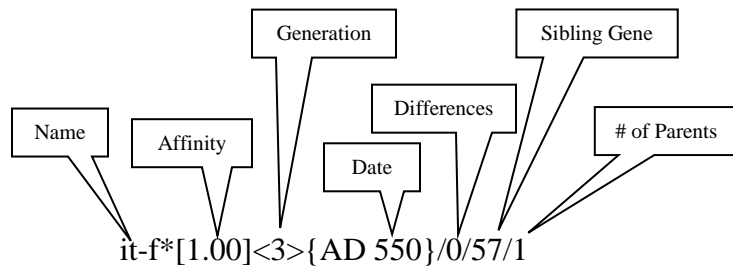 Generation
Sibling Gene
Differences
Name
Affinity
Date
# of Parents
it-f*[1.00]<3>{AD 550}/0/57/1